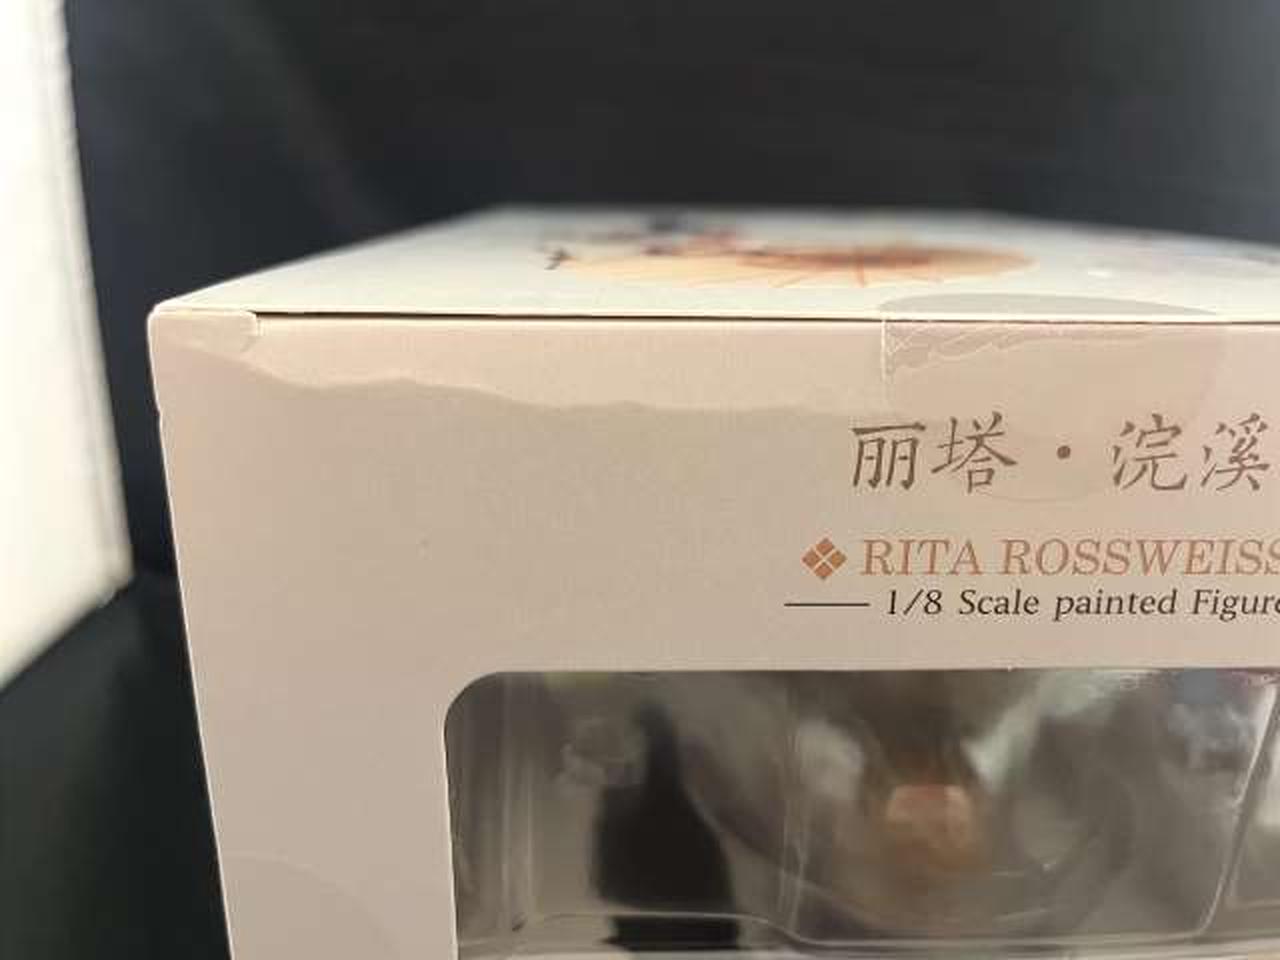 丽塔·浣溪
RITA ROSSWEISS
1/8 Scale painted Figure